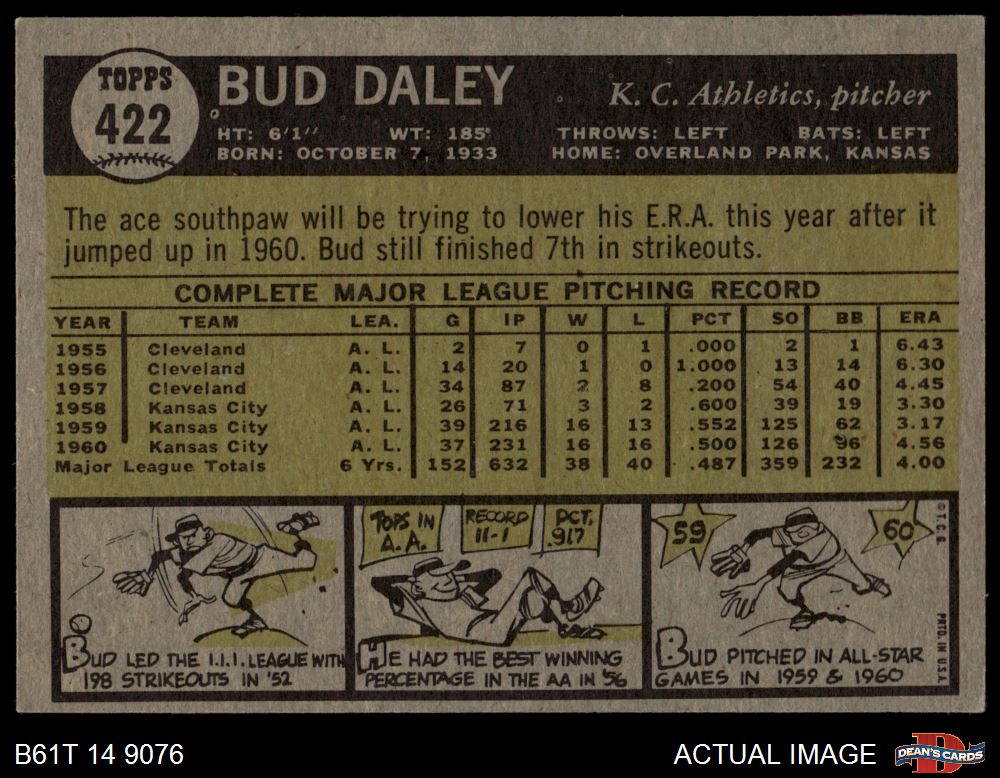 TOPPS
422
BUD DALEY
K. C. Athletics, pitcher
HT: 6'1" WT: 185 THROWS: LEFT BATS: LEFT
BORN: OCTOBER 7, 1933 HOME: OVERLAND PARK, KANSAS
The ace southpaw will be trying to lower his E.R.A. this year after it
jumped up in 1960. Bud still finished 7th in strikeouts.
COMPLETE MAJOR LEAGUE PITCHING RECORD
YEAR TEAM LEA. G IP W L PCT SO BB ERA
1955 Cleveland A. L. 2 7 0 1 .000 2 1 6.43
1956 Cleveland A. L. 14 20 1 0 1.000 13 14 6.30
1957 Cleveland A. L. 34 87 2 8 .200 54 40 4.45
1958 Kansas City A. L. 26 71 3 2 .600 39 19 3.30
1959 Kansas City A. L. 39 216 16 13 .552 125 62 3.17
1960 Kansas City A. L. 37 231 16 16 .500 126 96 4.56
Major League Totals 6 Yrs. 152 632 38 40 .487 359 232 4.00
BUD LED THE I.I.I. LEAGUE WITH
198 STRIKEOUTS IN '52
TOPS IN
A.A.
RECORD
11-1
PCT.
.917
HE HAD THE BEST WINNING
PERCENTAGE IN THE AA IN '56
59
60
BUD PITCHED IN ALL-STAR
GAMES IN 1959 & 1960
© T.C.G.
PRTD. IN U.S.A.
B61T 14 9076
ACTUAL IMAGE
DEAN'S CARDS